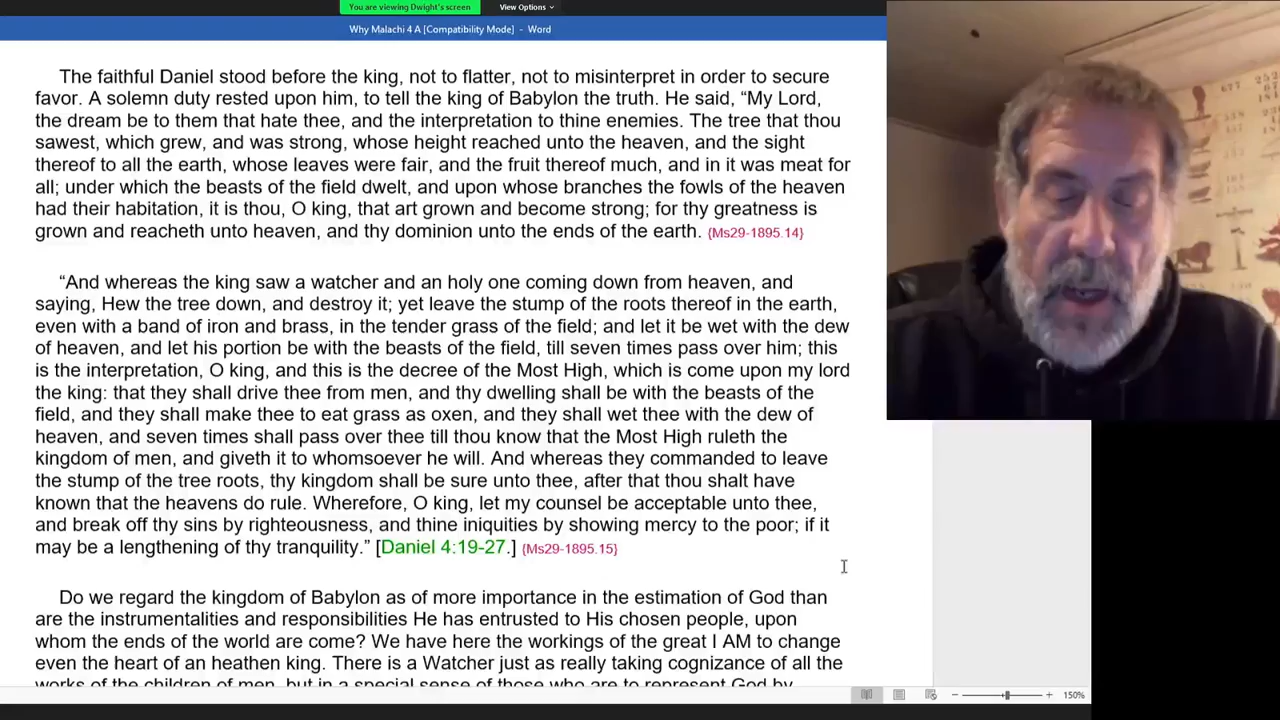 You are viewing Dwight's screen
View Options
Why Malachi 4 A [Compatibility Mode] - Word
The faithful Daniel stood before the king, not to flatter, not to misinterpret in order to secure
favor. A solemn duty rested upon him, to tell the king of Babylon the truth. He said, “My Lord,
the dream be to them that hate thee, and the interpretation to thine enemies. The tree that thou
sawest, which grew, and was strong, whose height reached unto the heaven, and the sight
thereof to all the earth, whose leaves were fair, and the fruit thereof much, and in it was meat for
all; under which the beasts of the field dwelt, and upon whose branches the fowls of the heaven
had their habitation, it is thou, O king, that art grown and become strong; for thy greatness is
grown and reacheth unto heaven, and thy dominion unto the ends of the earth. {Ms29-1895.14}
“And whereas the king saw a watcher and an holy one coming down from heaven, and
saying, Hew the tree down, and destroy it; yet leave the stump of the roots thereof in the earth,
even with a band of iron and brass, in the tender grass of the field; and let it be wet with the dew
of heaven, and let his portion be with the beasts of the field, till seven times pass over him; this
is the interpretation, O king, and this is the decree of the Most High, which is come upon my lord
the king: that they shall drive thee from men, and thy dwelling shall be with the beasts of the
field, and they shall make thee to eat grass as oxen, and they shall wet thee with the dew of
heaven, and seven times shall pass over thee till thou know that the Most High ruleth the
kingdom of men, and giveth it to whomsoever he will. And whereas they commanded to leave
the stump of the tree roots, thy kingdom shall be sure unto thee, after that thou shalt have
known that the heavens do rule. Wherefore, O king, let my counsel be acceptable unto thee,
and break off thy sins by righteousness, and thine iniquities by showing mercy to the poor; if it
may be a lengthening of thy tranquility.” [Daniel 4:19-27.] {Ms29-1895.15}
Do we regard the kingdom of Babylon as of more importance in the estimation of God than
are the instrumentalities and responsibilities He has entrusted to His chosen people, upon
whom the ends of the world are come? We have here the workings of the great I AM to change
even the heart of an heathen king. There is a Watcher just as really taking cognizance of all the
works of the children of men, but in a special sense of those who are to represent God by
150%
677